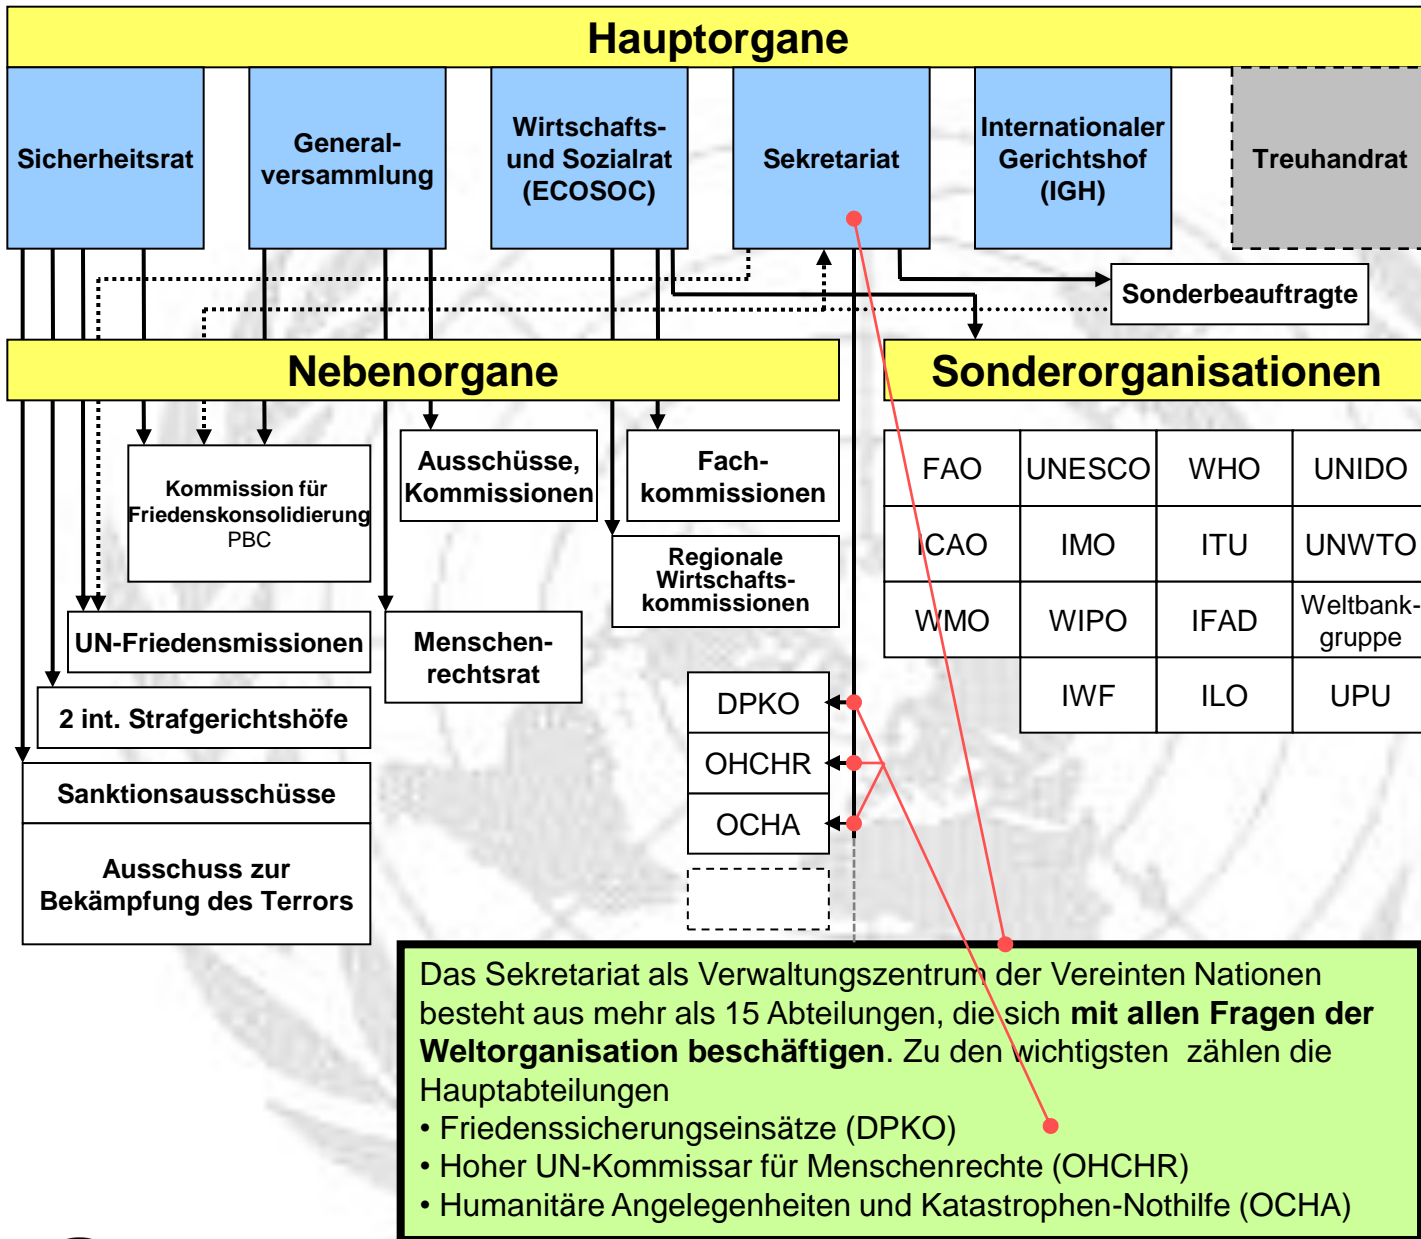 Hauptorgane
Sicherheitsrat
General-
versammlung
Wirtschafts-
und Sozialrat
(ECOSOC)
Sekretariat
Internationaler
Gerichtshof
(IGH)
Treuhandrat
Sonderbeauftragte
Nebenorgane
Sonderorganisationen
Kommission für
Friedenskonsolidierung
PBC
Ausschüsse,
Kommissionen
Fach-
kommissionen
Regionale
Wirtschafts-
kommissionen
UN-Friedensmissionen
Menschen-
rechtsrat
2 int. Strafgerichtshöfe
Sanktionsausschüsse
Ausschuss zur
Bekämpfung des Terrors
DPKO
OHCHR
OCHA
FAO UNESCO WHO UNIDO
ICAO IMO ITU UNWTO
WMO WIPO IFAD Weltbank-
gruppe
IWF ILO UPU
Das Sekretariat als Verwaltungszentrum der Vereinten Nationen
besteht aus mehr als 15 Abteilungen, die sich mit allen Fragen der
Weltorganisation beschäftigen. Zu den wichtigsten zählen die
Hauptabteilungen
• Friedenssicherungseinsätze (DPKO)
• Hoher UN-Kommissar für Menschenrechte (OHCHR)
• Humanitäre Angelegenheiten und Katastrophen-Nothilfe (OCHA)